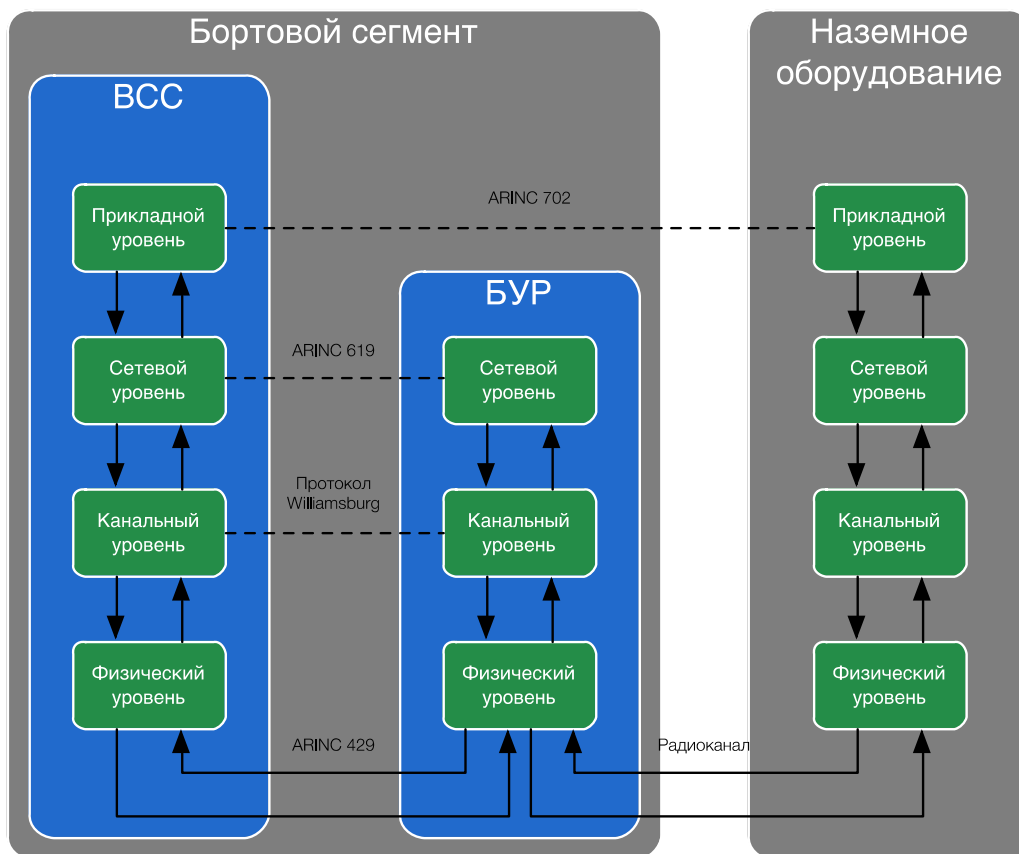 Бортовой сегмент
Наземное
оборудование
ВСС
Прикладной
уровень
ARINC 702
Прикладной
уровень
БУР
Сетевой
уровень
ARINC 619
Сетевой
уровень
Сетевой
уровень
Канальный
уровень
Протокол
Williamsburg
Канальный
уровень
Канальный
уровень
Физический
уровень
Физический
уровень
Физический
уровень
ARINC 429
Радиоканал